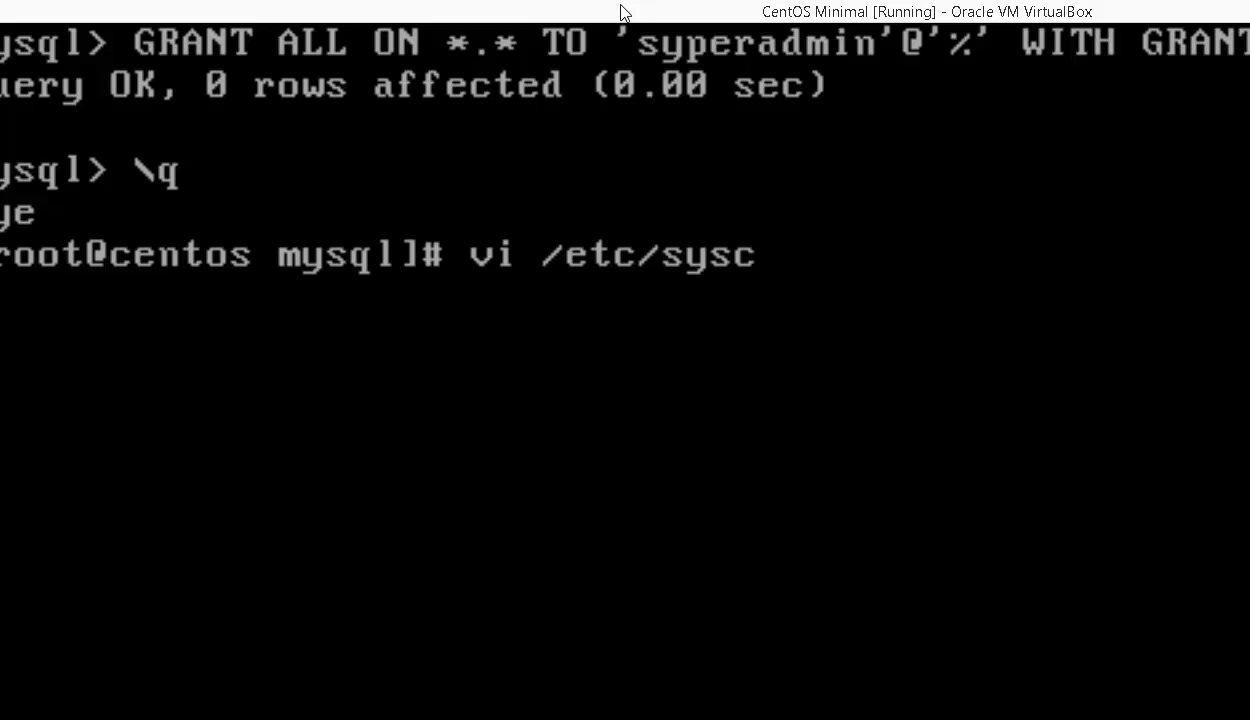 CentOS Minimal [Running] - Oracle VM VirtualBox
ysql> GRANT ALL ON *.* TO 'syperadmin'@'%' WITH GRANT
uery OK, 0 rows affected (0.00 sec)
ysql> \q
ye
root@centos mysql]# vi /etc/sysc